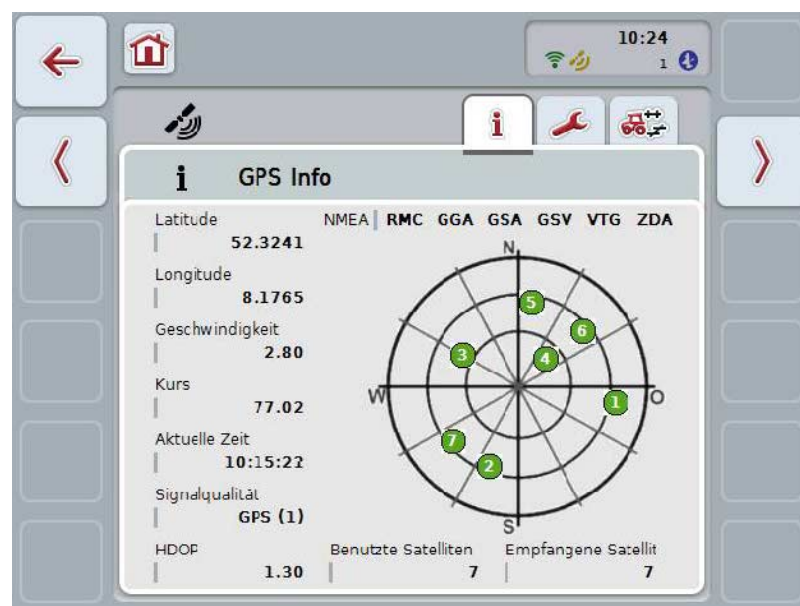 10:24
1
i
i GPS Info
Latitude
52.3241
NMEA RMC GGA GSA GSV VTG ZDA
Longitude
8.1765
Geschwindigkeit
2.80
Kurs
77.02
Aktuelle Zeit
10:15:22
Signalqualität
GPS (1)
HDOP
1.30
N
5
6
3
4
W
1
O
7
2
S
Benutzte Satelliten
7
Empfangene Satellit
7